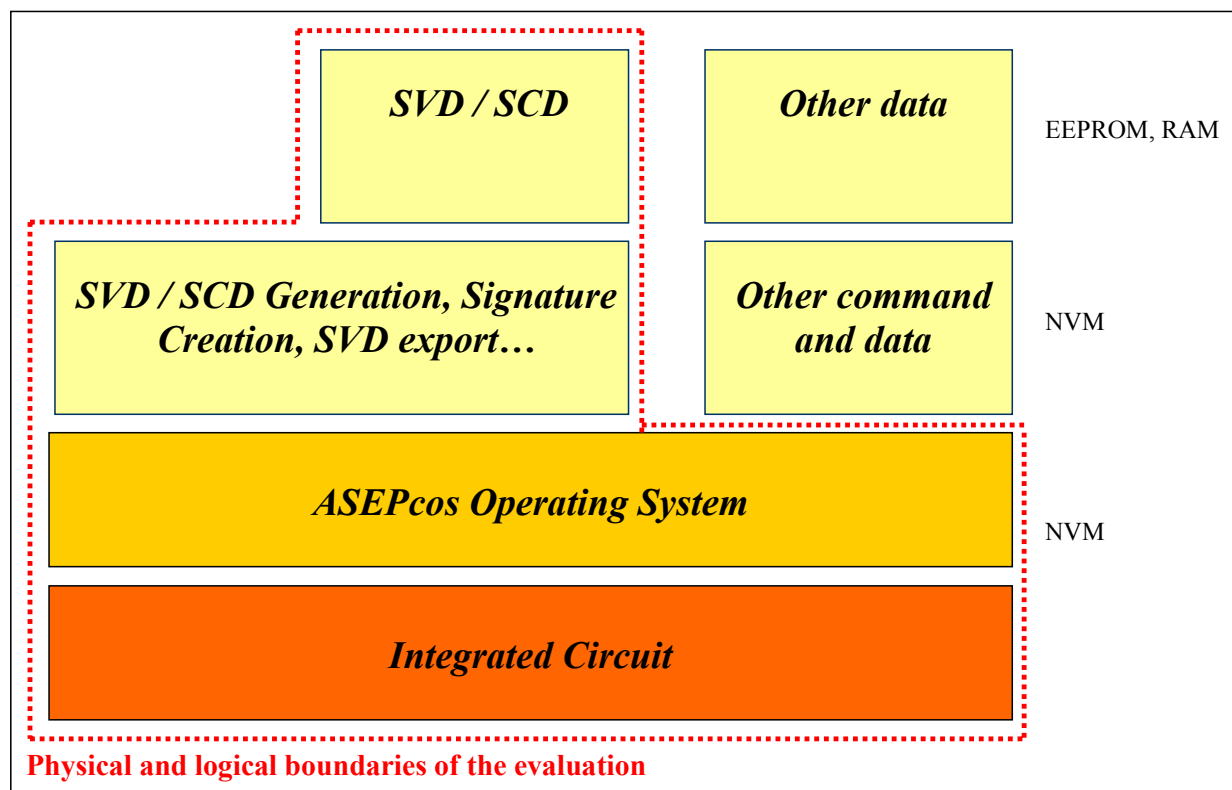 SVD / SCD
Other data
EEPROM, RAM
SVD / SCD Generation, Signature
Creation, SVD export…
Other command
and data
NVM
ASEPcos Operating System
NVM
Integrated Circuit
Physical and logical boundaries of the evaluation